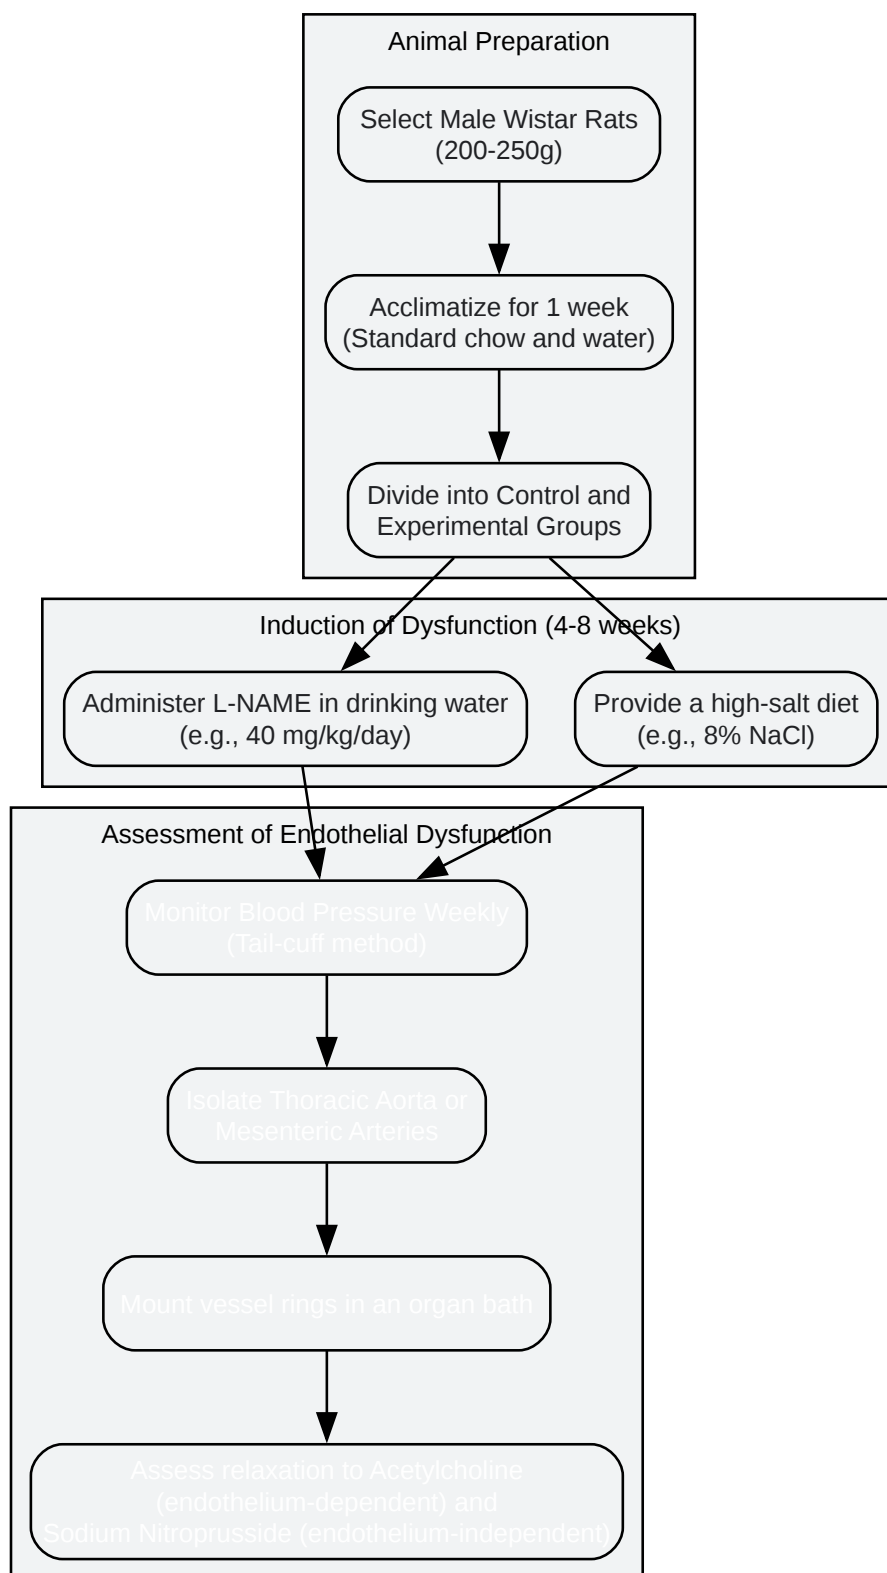 Animal Preparation
Select Male Wistar Rats
(200-250g)
Acclimatize for 1 week
(Standard chow and water)
Divide into Control and
Experimental Groups
Induction of Dysfunction (4-8 weeks)
Administer L-NAME in drinking water
(e.g., 40 mg/kg/day)
Provide a high-salt diet
(e.g., 8% NaCl)
Assessment of Endothelial Dysfunction
Monitor Blood Pressure Weekly
(Tail-cuff method)
Isolate Thoracic Aorta or
Mesenteric Arteries
Mount vessel rings in an organ bath
Assess relaxation to Acetylcholine
(endothelium-dependent) and
Sodium Nitroprusside (endothelium-independent)